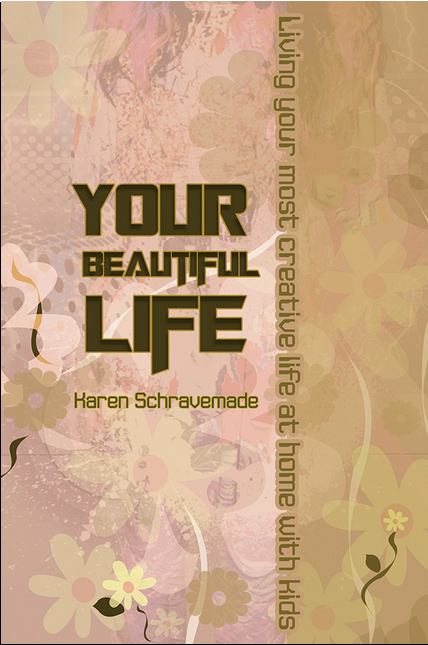 YOUR
BEAUTIFUL
LIFE
Karen Schravemade
Living your most creative life at home with kids